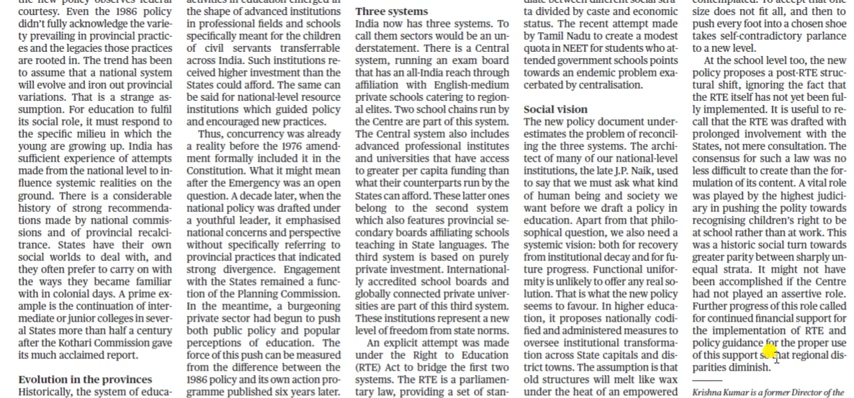 the new policy observes federal
courtesy. Even the 1986 policy
didn't fully acknowledge the varie-
ty prevailing in provincial practic-
es and the legacies those practices
are rooted in. The trend has been
to assume that a national system
will evolve and iron out provincial
variations. That is a strange as-
sumption. For education to fulfil
its social role, it must respond to
the specific milieu in which the
young are growing up. India has
sufficient experience of attempts
made from the national level to in-
fluence systemic realities on the
ground. There is a considerable
history of strong recommenda-
tions made by national commis-
sions and of provincial recalci-
trance. States have their own
social worlds to deal with, and
they often prefer to carry on with
the ways they became familiar
with in colonial days. A prime ex-
ample is the continuation of inter-
mediate or junior colleges in sever-
al States more than half a century
after the Kothari Commission gave
its much acclaimed report.
Evolution in the provinces
Historically, the system of educa-
activities in education emerged in
the shape of advanced institutions
in professional fields and schools
specifically meant for the children
of civil servants transferrable
across India. Such institutions re-
ceived higher investment than the
States could afford. The same can
be said for national-level resource
institutions which guided policy
and encouraged new practices.
Thus, concurrency was already
a reality before the 1976 amend-
ment formally included it in the
Constitution. What it might mean
after the Emergency was an open
question. A decade later, when the
national policy was drafted under
a youthful leader, it emphasised
national concerns and perspective
without specifically referring to
provincial practices that indicated
strong divergence. Engagement
with the States remained a func-
tion of the Planning Commission.
In the meantime, a burgeoning
private sector had begun to push
both public policy and popular
perceptions of education. The
force of this push can be measured
from the difference between the
1986 policy and its own action pro-
gramme published six years later.
Three systems
India now has three systems. To
call them sectors would be an un-
derstatement. There is a Central
system, running an exam board
that has an all-India reach through
affiliation with English-medium
private schools catering to region-
al elites. Two school chains run by
the Centre are part of this system.
The Central system also includes
advanced professional institutes
and universities that have access
to greater per capita funding than
what their counterparts run by the
States can afford. These latter ones
belong to the second system
which also features provincial se-
condary boards affiliating schools
teaching in State languages. The
third system is based on purely
private investment. International-
ly accredited school boards and
globally connected private univer-
sities are part of this third system.
These institutions represent a new
level of freedom from state norms.
An explicit attempt was made
under the Right to Education
(RTE) Act to bridge the first two
systems. The RTE is a parliamen-
tary law, providing a set of stan-
ta divided by caste and economic
status. The recent attempt made
by Tamil Nadu to create a modest
quota in NEET for students who at-
tended government schools points
towards an endemic problem exa-
cerbated by centralisation.
Social vision
The new policy document under-
estimates the problem of reconcil-
ing the three systems. The archi-
tect of many of our national-level
institutions, the late J.P. Naik, used
to say that we must ask what kind
of human being and society we
want before we draft a policy in
education. Apart from that philo-
sophical question, we also need a
systemic vision: both for recovery
from institutional decay and for fu-
ture progress. Functional unifor-
mity is unlikely to offer any real so-
lution. That is what the new policy
seems to favour. In higher educa-
tion, it proposes nationally codi-
fied and administered measures to
oversee institutional transforma-
tion across State capitals and dis-
trict towns. The assumption is that
old structures will melt like wax
under the heat of an empowered
contemplated. To accept that one
size does not fit all, and then to
push every foot into a chosen shoe
takes self-contradictory parlance
to a new level.
At the school level too, the new
policy proposes a post-RTE struc-
tural shift, ignoring the fact that
the RTE itself has not yet been ful-
ly implemented. It is useful to re-
call that the RTE was drafted with
prolonged involvement with the
States, not mere consultation. The
consensus for such a law was no
less difficult to create than the for-
mulation of its content. A vital role
was played by the highest judici-
ary in pushing the polity towards
recognising children's right to be
at school rather than at work. This
was a historic social turn towards
greater parity between sharply un-
equal strata. It might not have
been accomplished if the Centre
had not played an assertive role.
Further progress of this role called
for continued financial support for
the implementation of RTE and
policy guidance for the proper use
of this support that regional dis-
parities diminish.
Krishna Kumar is a former Director of the